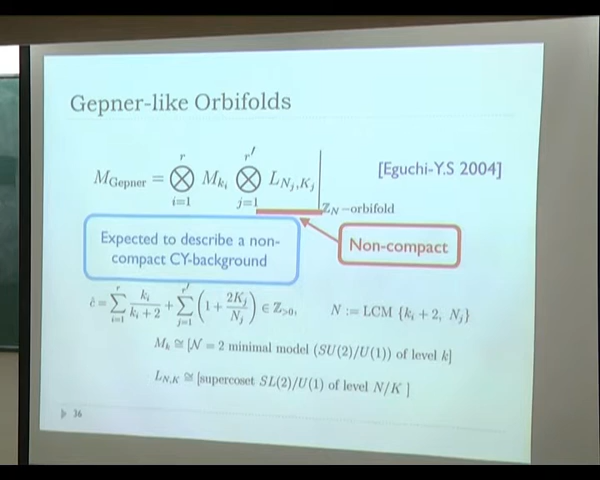 Gepner-like Orbifolds
M_Gepner = ⨂_{i=1}^{r} M_{k_i} ⨂_{j=1}^{r′} L_{N_j,K_j} |_{ℤ_N−orbifold}
[Eguchi-Y.S 2004]
Expected to describe a non-
compact CY-background
Non-compact
ĉ = ∑_{i=1}^{r} k_i/(k_i+2) + ∑_{j=1}^{r′} (1 + 2K_j/N_j) ∈ ℤ_{>0},   N := LCM {k_i + 2, N_j}
M_k ≅ [𝒩 = 2 minimal model (SU(2)/U(1)) of level k]
L_{N,K} ≅ [supercoset SL(2)/U(1) of level N/K ]
36